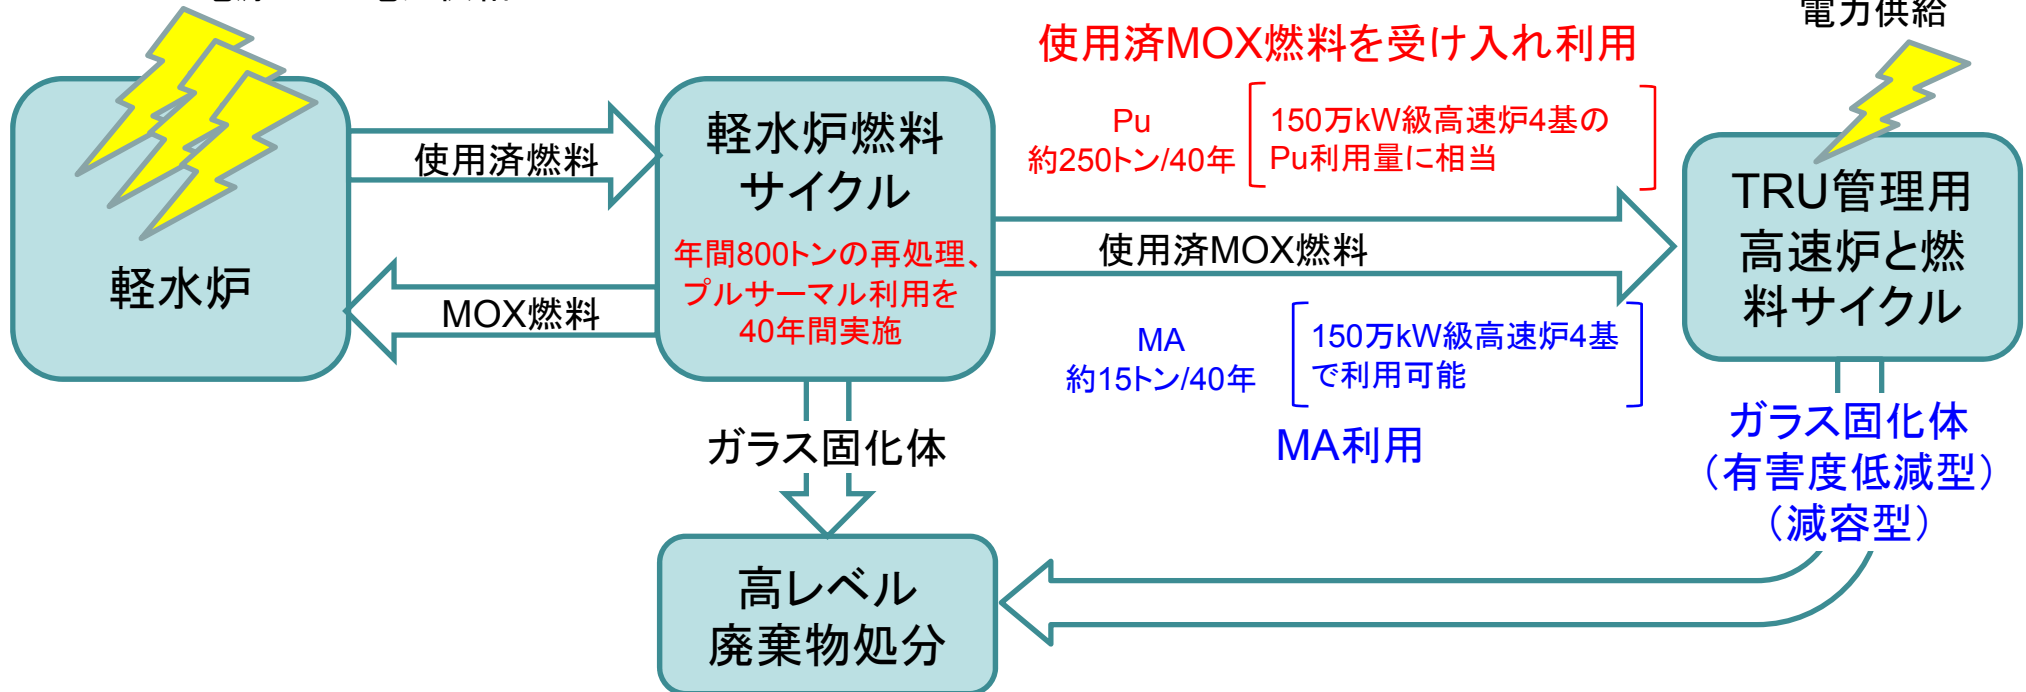 電力供給
使用済MOX燃料を受け入れ利用
Pu
約250トン/40年
150万kW級高速炉4基の
Pu利用量に相当
軽水炉
使用済燃料
MOX燃料
軽水炉燃料
サイクル
年間800トンの再処理、
プルサーマル利用を
40年間実施
使用済MOX燃料
MA
約15トン/40年
150万kW級高速炉4基
で利用可能
MA利用
TRU管理用
高速炉と燃
料サイクル
ガラス固化体
ガラス固化体
（有害度低減型）
（減容型）
高レベル
廃棄物処分